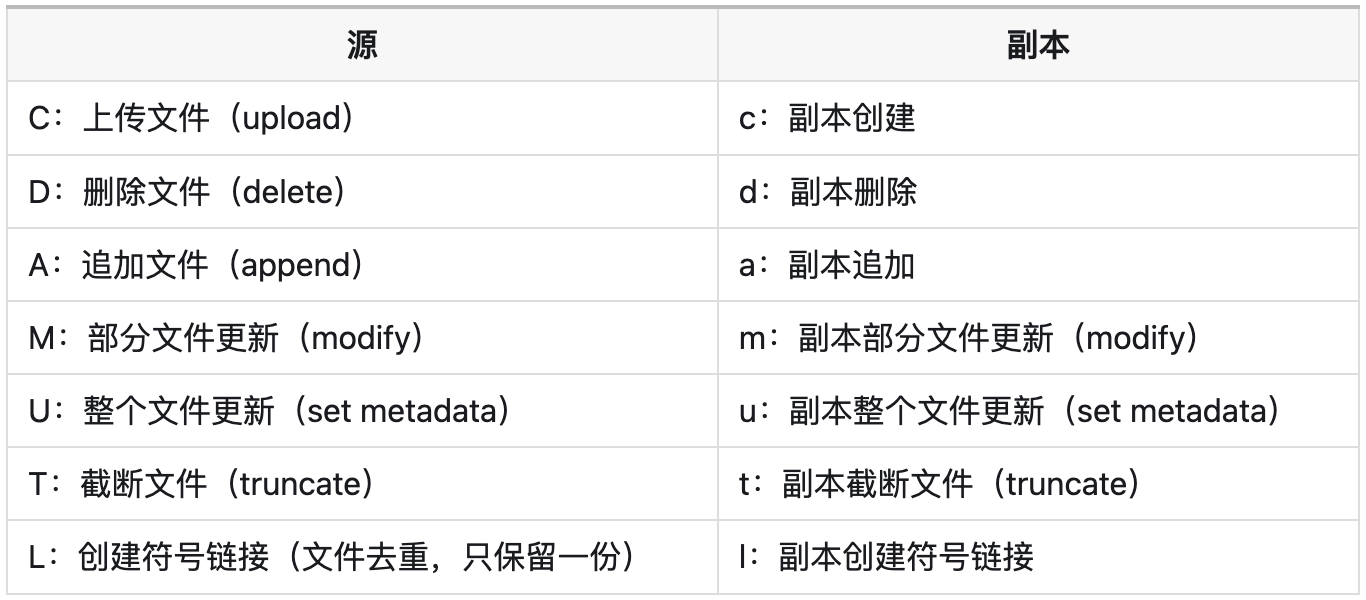 源 副本
C：上传文件（upload） c：副本创建
D：删除文件（delete） d：副本删除
A：追加文件（append） a：副本追加
M：部分文件更新（modify） m：副本部分文件更新（modify）
U：整个文件更新（set metadata） u：副本整个文件更新（set metadata）
T：截断文件（truncate） t：副本截断文件（truncate）
L：创建符号链接（文件去重，只保留一份） l：副本创建符号链接